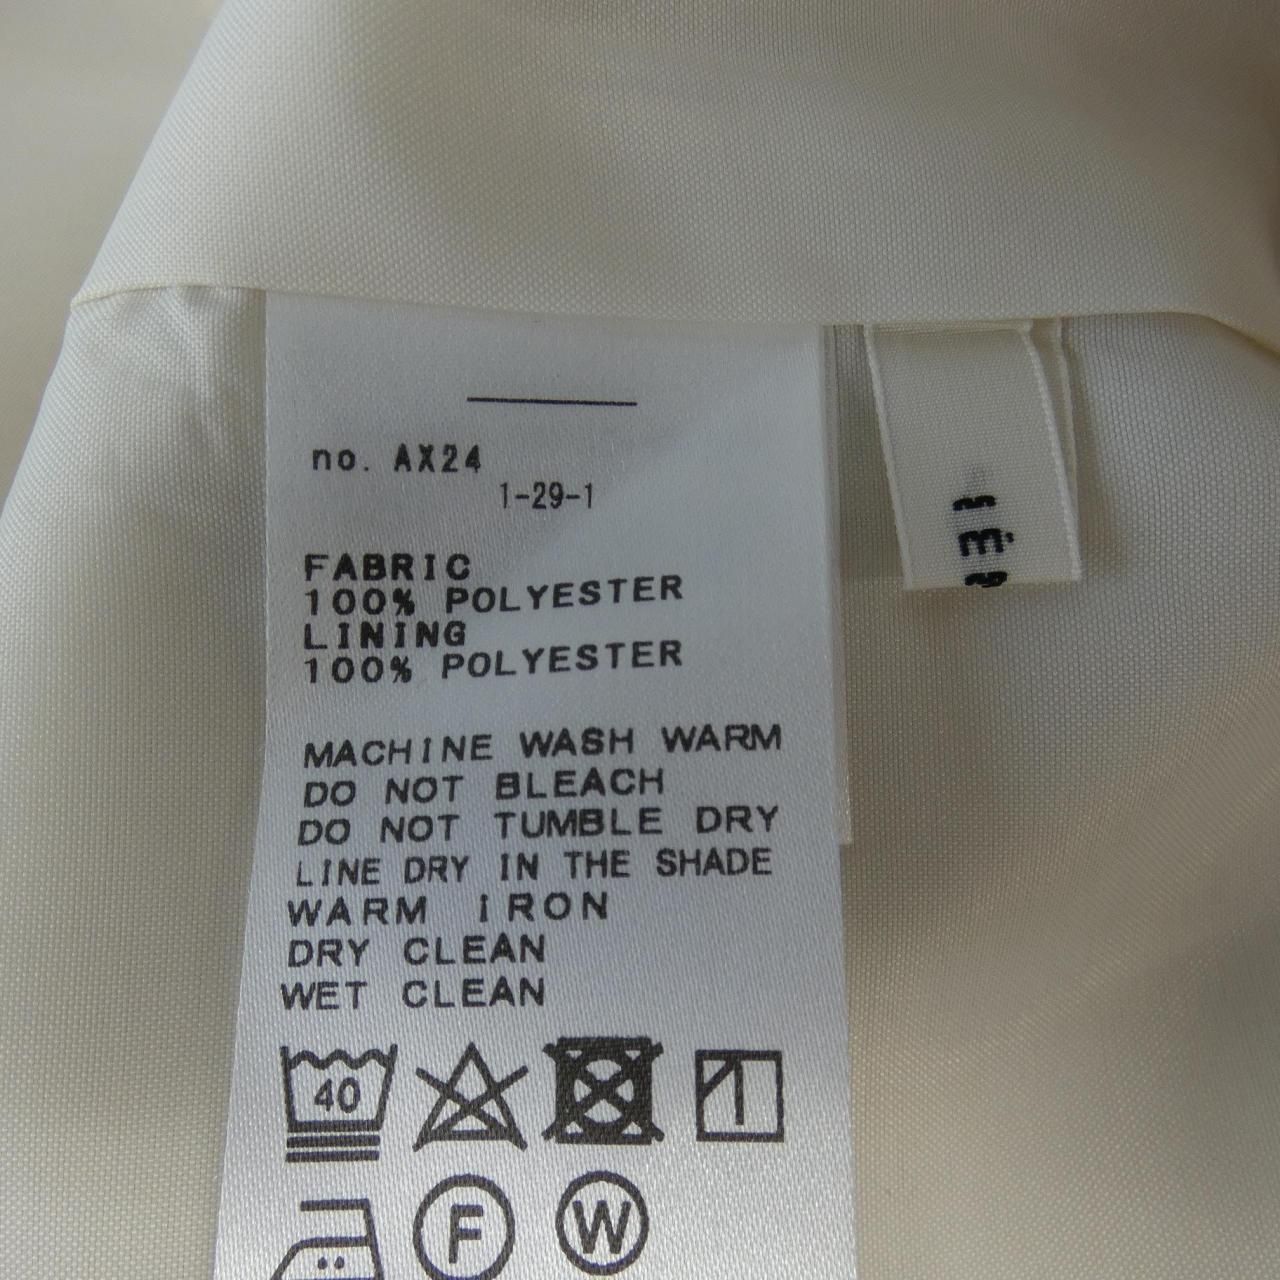 no. AX24
1-29-1
FABRIC
100% POLYESTER
LINING
100% POLYESTER
MACHINE WASH WARM
DO NOT BLEACH
DO NOT TUMBLE DRY
LINE DRY IN THE SHADE
WARM IRON
DRY CLEAN
WET CLEAN
40
F
W